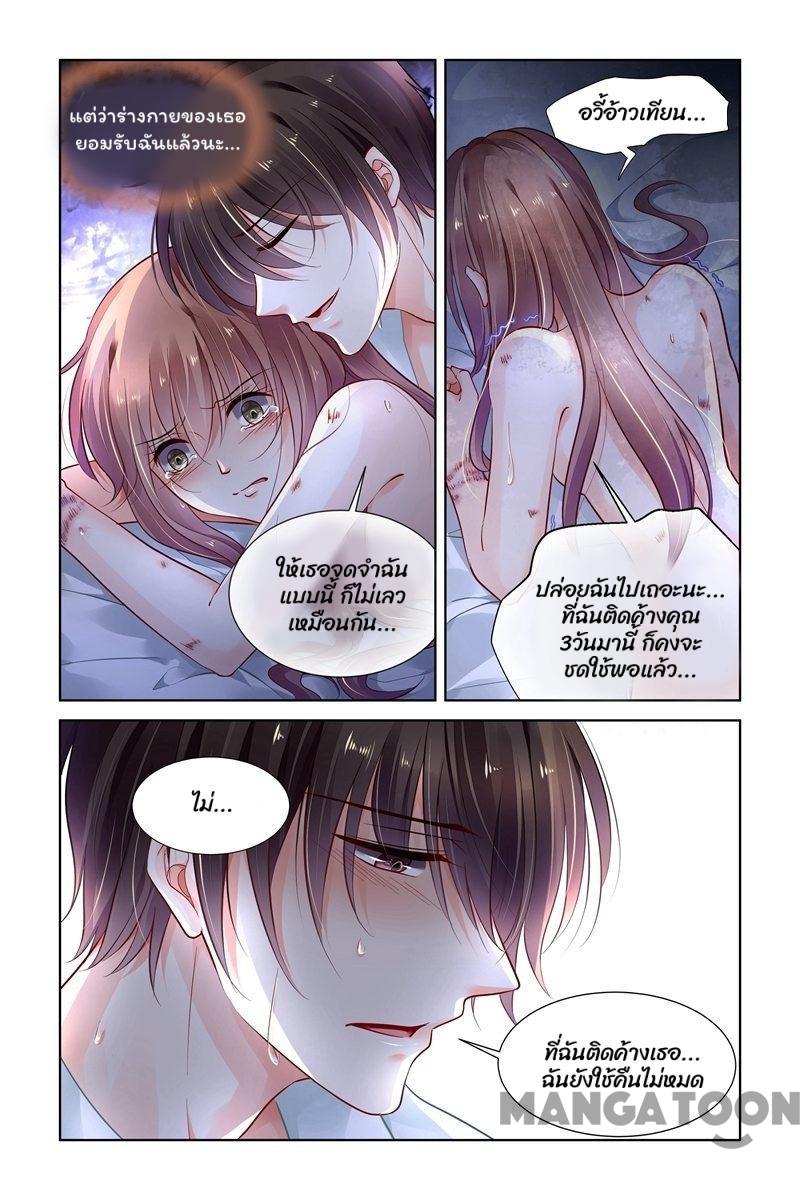 แต่ว่าร่างกายของเธอ
ยอมรับฉันแล้วนะ...
ให้เธอจดจำฉัน
แบบนี้ ก็ไม่เลว
เหมือนกัน...
อวี้อ้าวเทียน...
ปล่อยฉันไปเถอะนะ...
ที่ฉันติดค้างคุณ
3วันมานี้ ก็คงจะ
ชดใช้พอแล้ว...
ไม่...
ที่ฉันติดค้างเธอ...
ฉันยังใช้คืนไม่หมด
MANGATOON